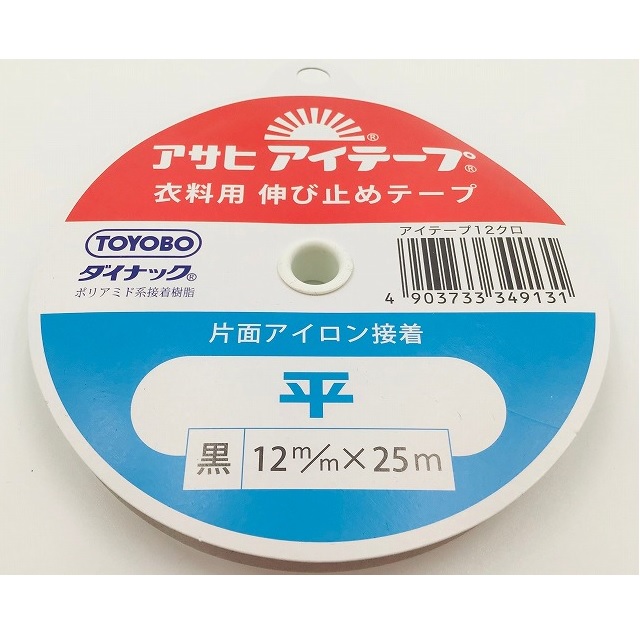 アサヒ アイテープ®
衣料用 伸び止めテープ
TOYOBO
ダイナック®
ポリアミド系接着樹脂
アイテープ12クロ
4 903733 349131
片面アイロン接着
平
黒 12m/m×25m